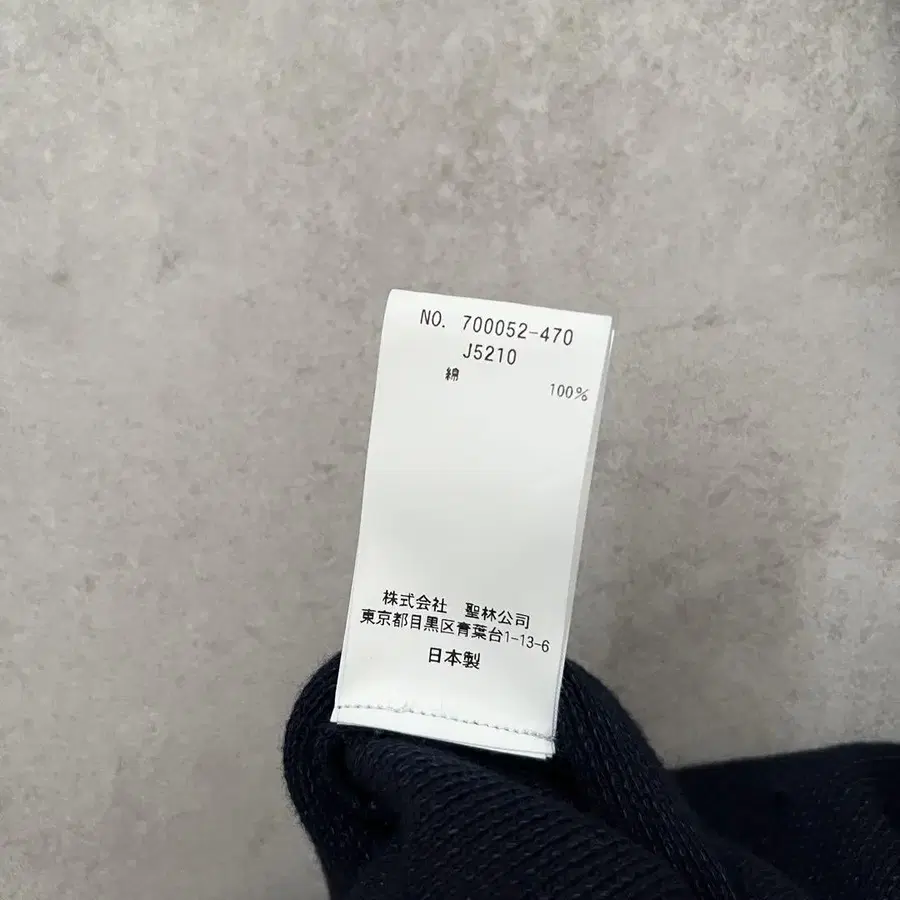 NO. 700052-470
J5210
綿 100%
株式会社 聖林公司
東京都目黒区青葉台1-13-6
日本製